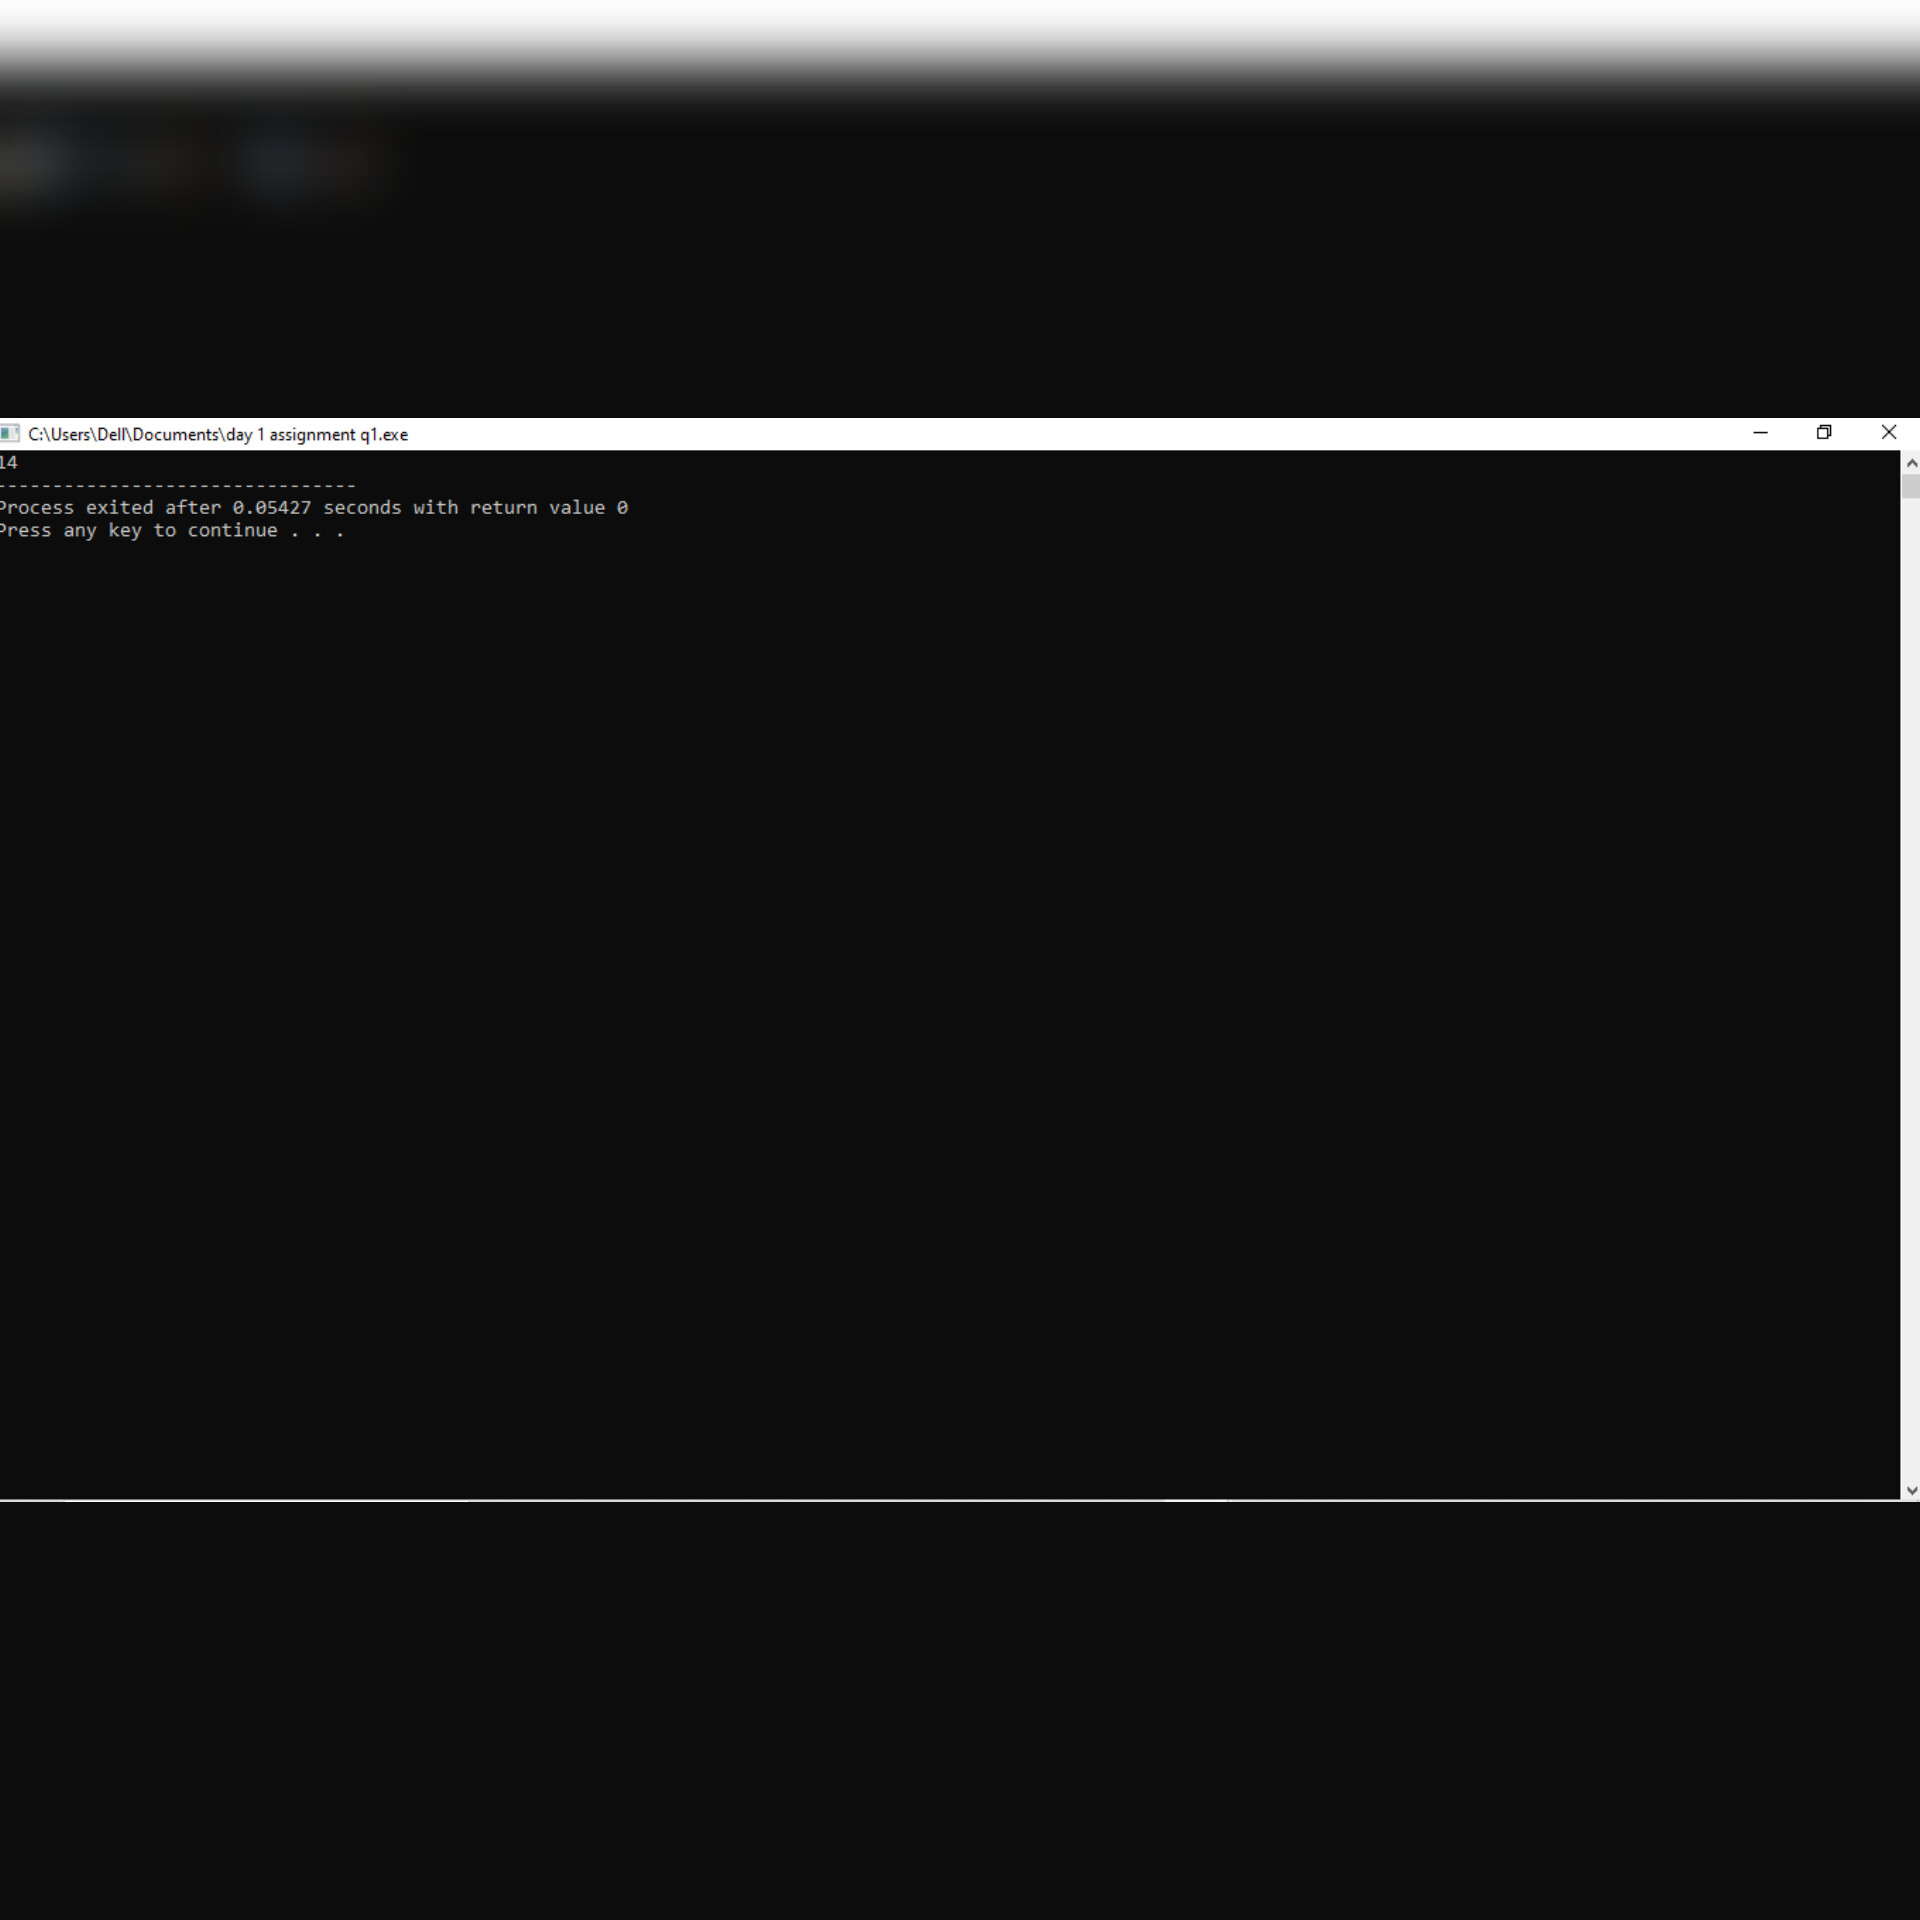 C:\Users\Dell\Documents\day 1 assignment q1.exe
14
--------------------------------
Process exited after 0.05427 seconds with return value 0
Press any key to continue . . .